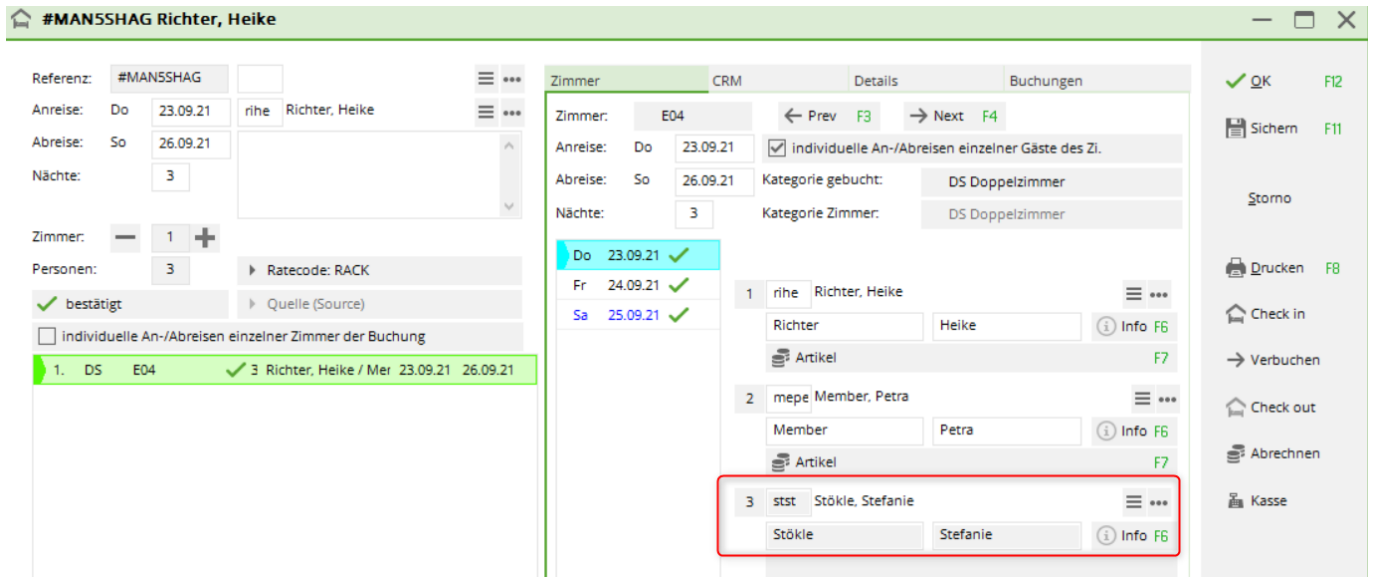 #MAN5SHAG Richter, Heike
Referenz: #MAN5SHAG
Anreise: Do 23.09.21 rihe Richter, Heike
Abreise: So 26.09.21
Nächte: 3
Zimmer: 1
Personen: 3 Ratecode: RACK
bestätigt Quelle (Source)
individuelle An-/Abreisen einzelner Zimmer der Buchung
1. DS E04 3 Richter, Heike / Mer 23.09.21 26.09.21
Zimmer CRM Details Buchungen
Zimmer: E04 Prev F3 Next F4
Anreise: Do 23.09.21 individuelle An-/Abreisen einzelner Gäste des Zi.
Abreise: So 26.09.21 Kategorie gebucht: DS Doppelzimmer
Nächte: 3 Kategorie Zimmer: DS Doppelzimmer
Do 23.09.21
Fr 24.09.21
Sa 25.09.21
1 rihe Richter, Heike
Richter Heike Info F6
Artikel F7
2 mepe Member, Petra
Member Petra Info F6
Artikel F7
3 stst Stökle, Stefanie
Stökle Stefanie Info F6
OK F12
Sichern F11
Storno
Drucken F8
Check in
Verbuchen
Check out
Abrechnen
Kasse